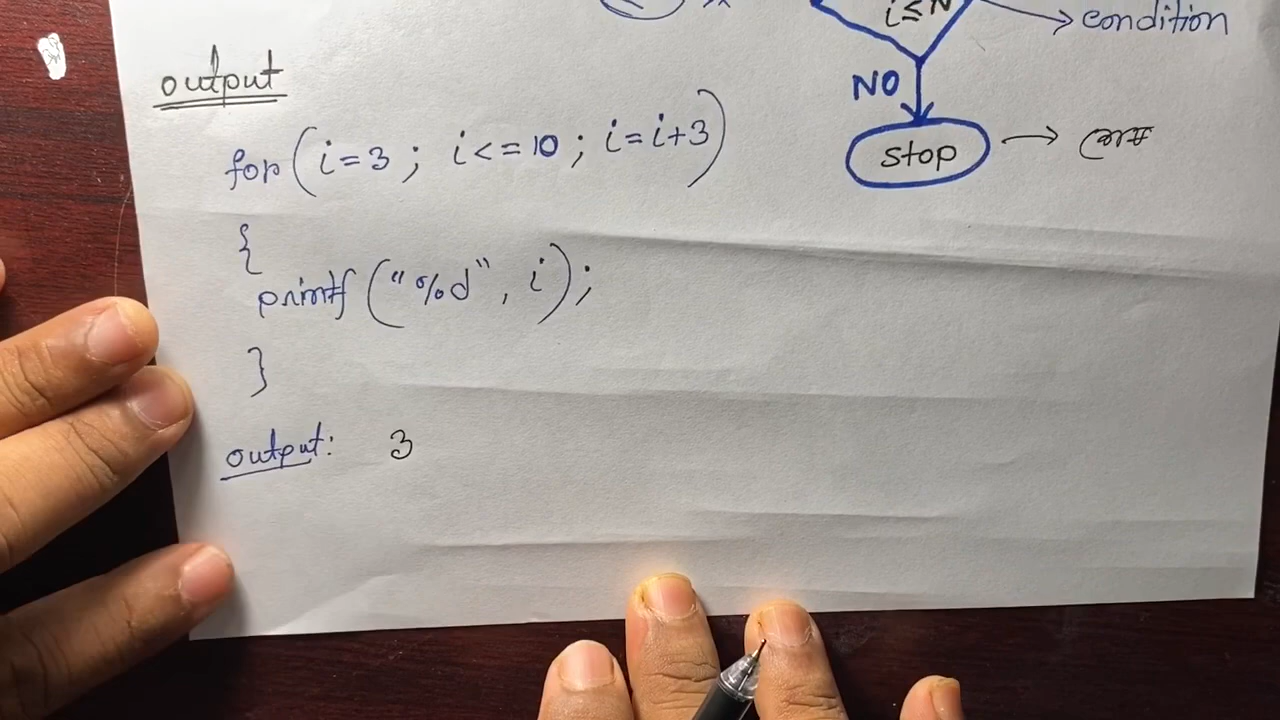 i≤N
condition
NO
output
for (i=3; i<=10; i=i+3)
stop
{
printf ("%d", i);
}
output: 3